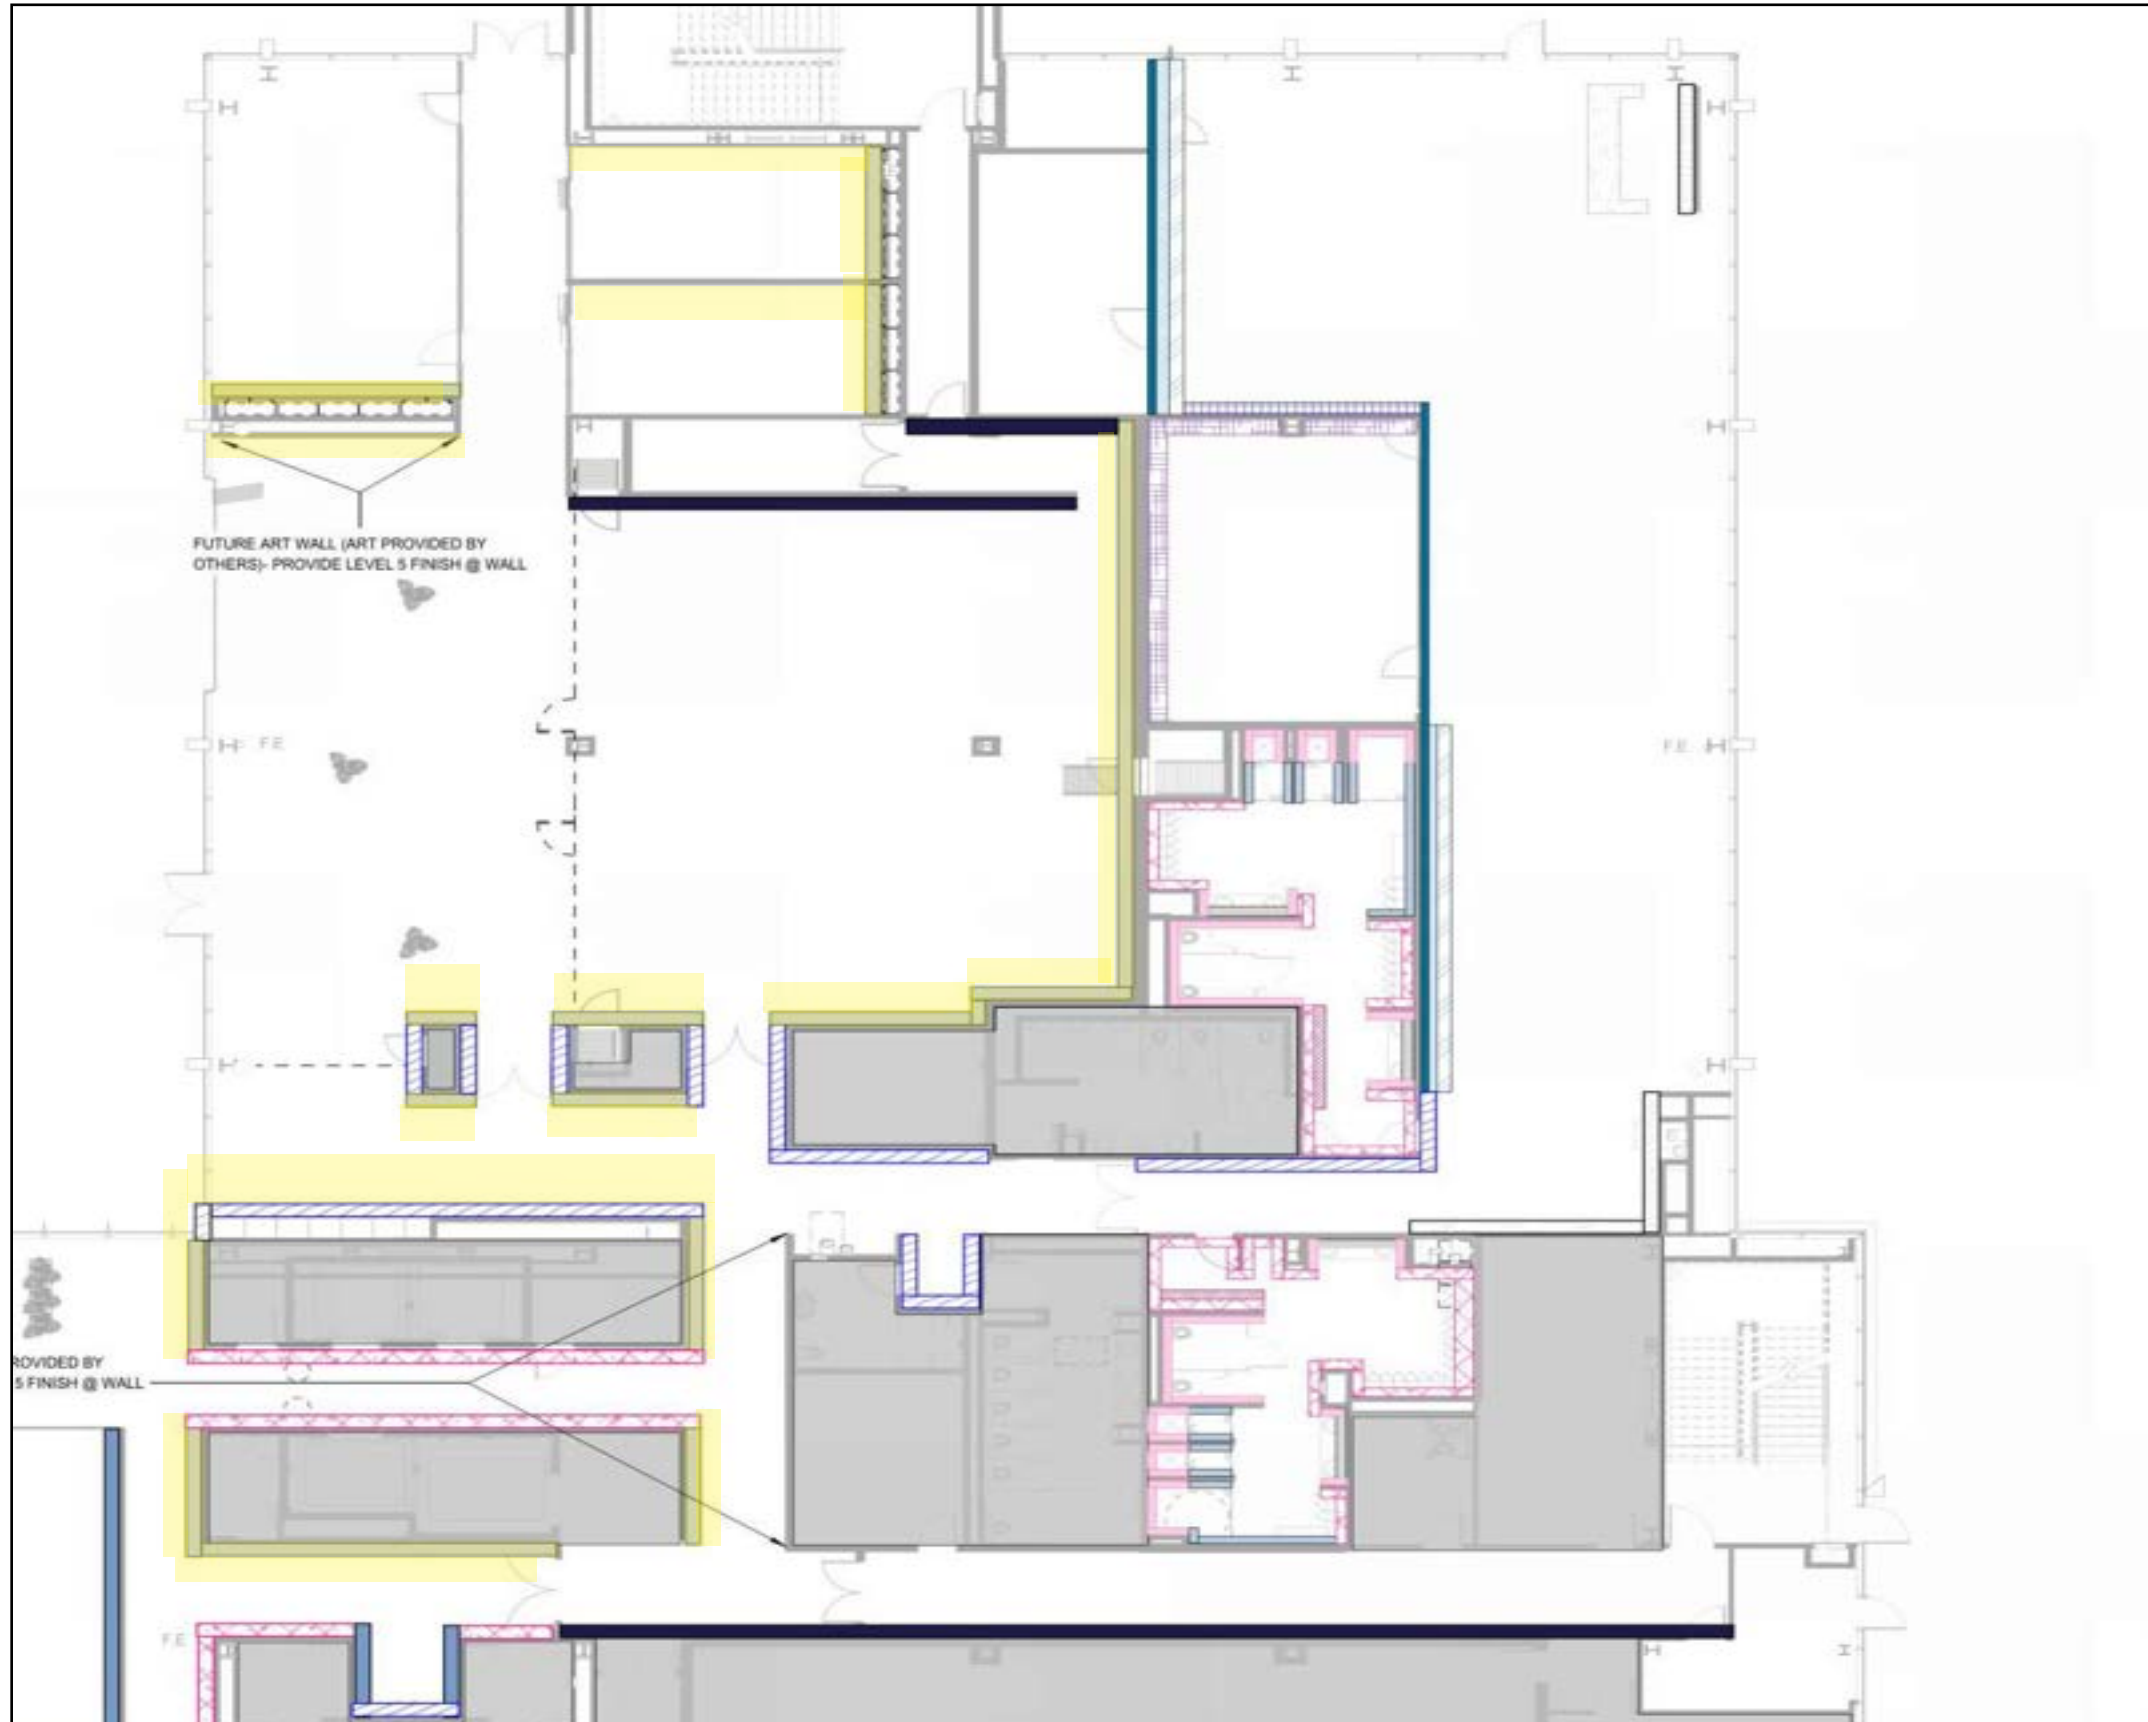 FUTURE ART WALL (ART PROVIDED BY
OTHERS)- PROVIDE LEVEL 5 FINISH @ WALL
F.E.
F.E.
ROVIDED BY
5 FINISH @ WALL
F.E.